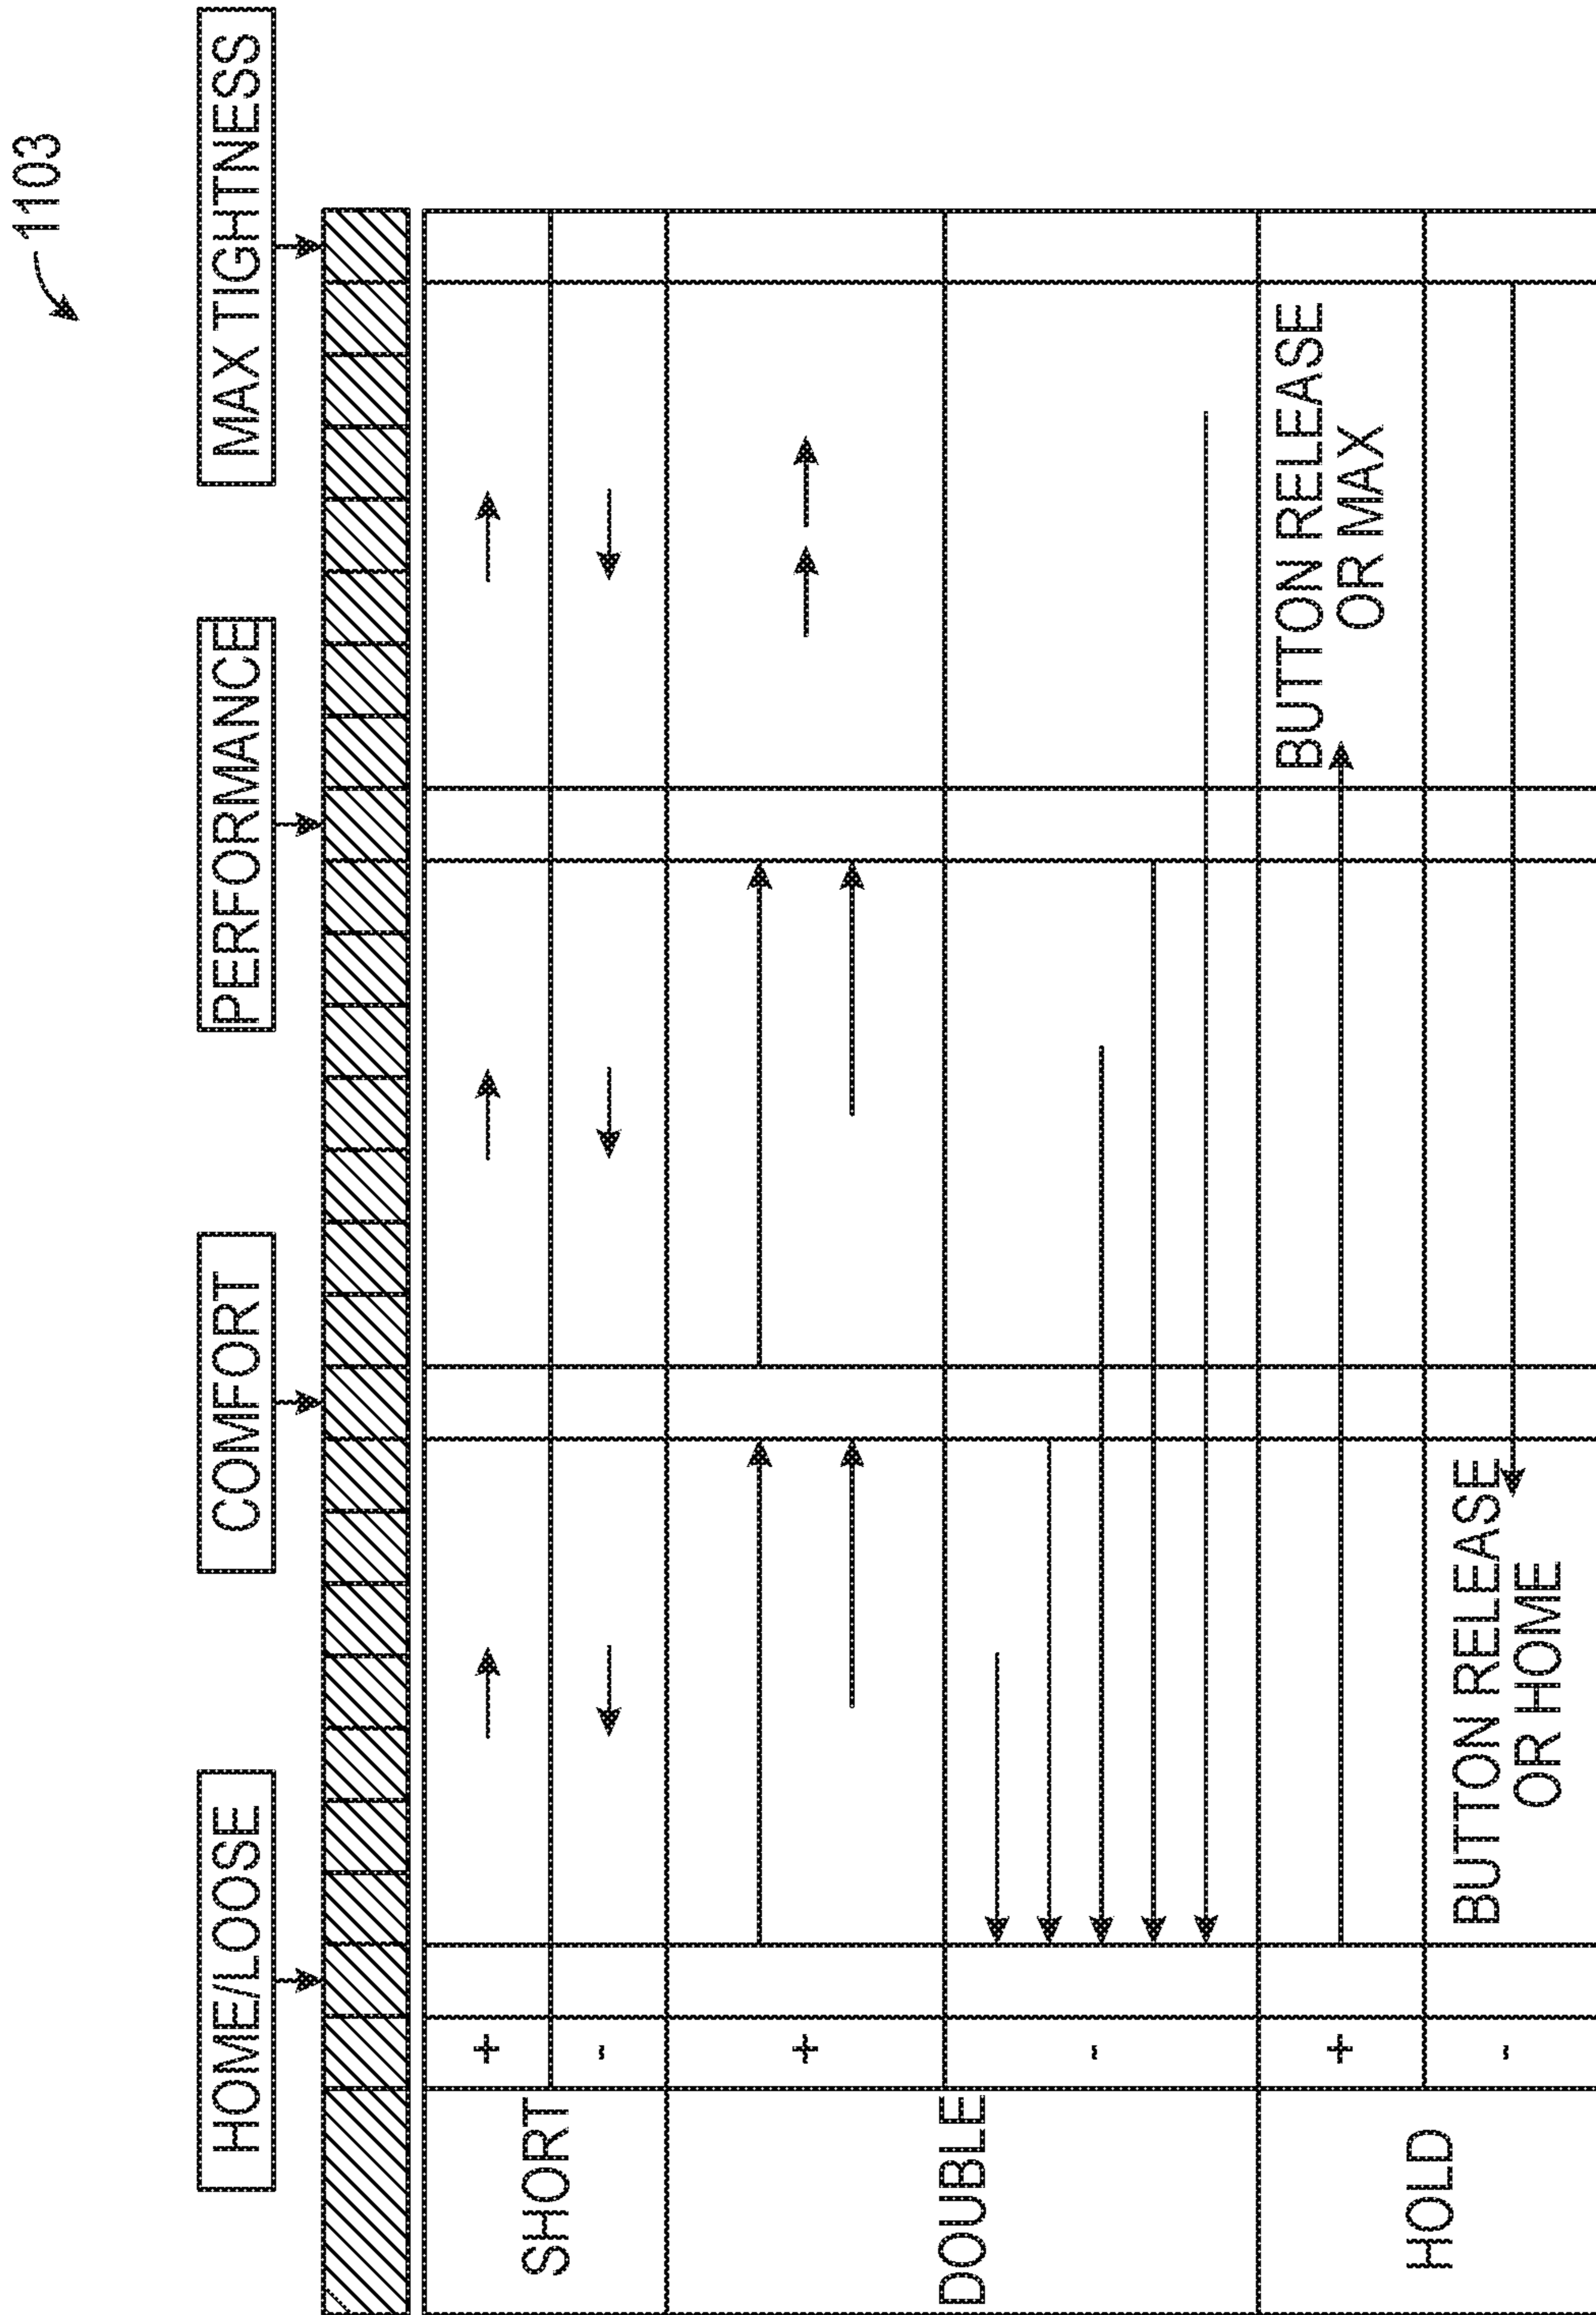 1103
HOME/LOOSE
COMFORT
PERFORMANCE
MAX TIGHTNESS
SHORT
+
-
DOUBLE
+
-
HOLD
+
BUTTON RELEASE
OR MAX
-
BUTTON RELEASE
OR HOME